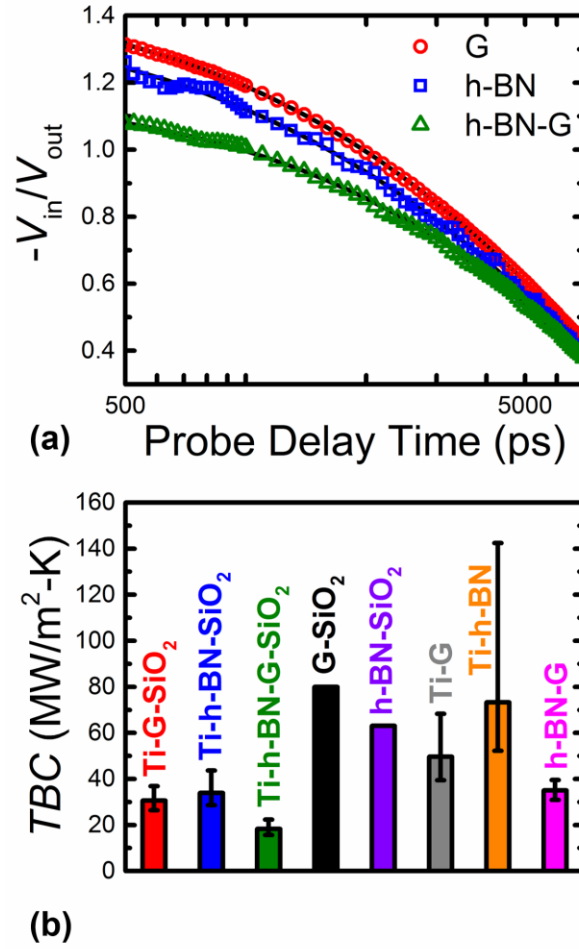 1.4
1.2
1.0
0.8
0.6
0.4
-V_in/V_out
G
h-BN
h-BN-G
500
5000
(a) Probe Delay Time (ps)
160
140
120
100
80
60
40
20
0
TBC (MW/m²-K)
Ti-G-SiO₂
Ti-h-BN-SiO₂
Ti-h-BN-G-SiO₂
G-SiO₂
h-BN-SiO₂
Ti-G
Ti-h-BN
h-BN-G
(b)